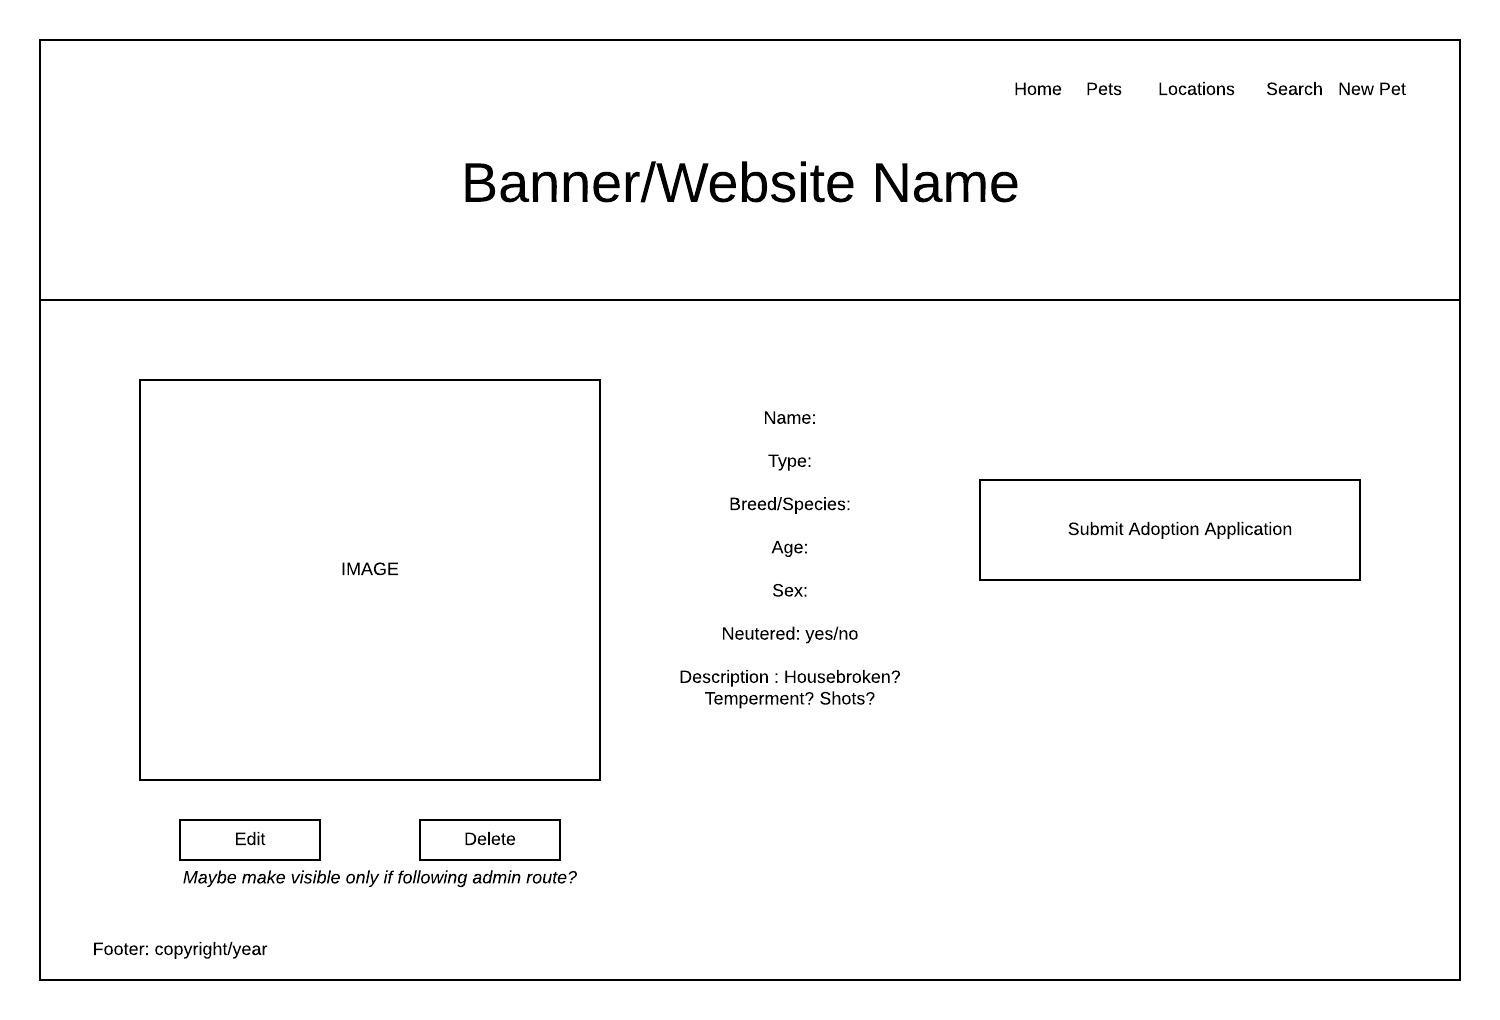 Home Pets Locations Search New Pet
Banner/Website Name
IMAGE
Name:
Type:
Breed/Species:
Age:
Sex:
Neutered: yes/no
Description : Housebroken?
Temperment? Shots?
Submit Adoption Application
Edit Delete
Maybe make visible only if following admin route?
Footer: copyright/year